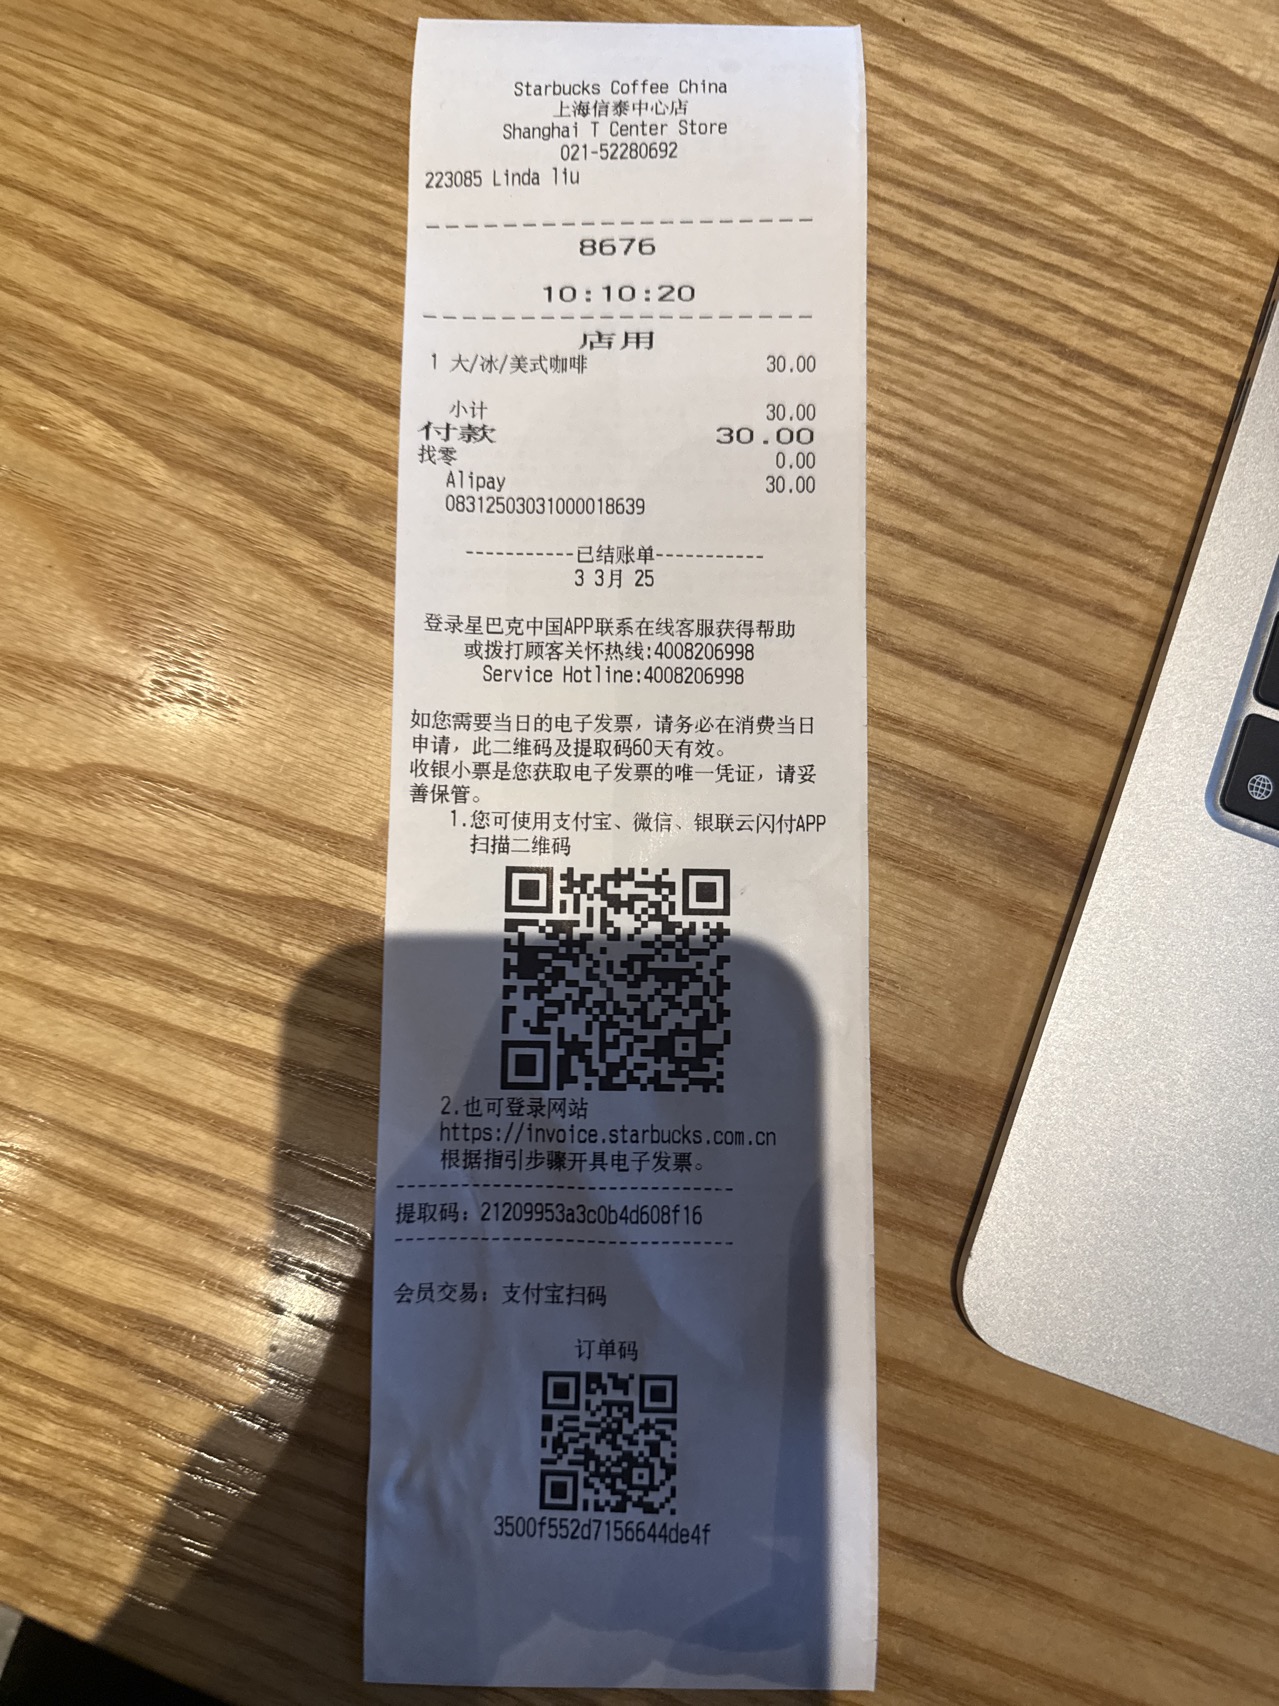 Starbucks Coffee China
上海信泰中心店
Shanghai T Center Store
021-52280692
223085 Linda liu
8676
10:10:20
店用
1 大/冰/美式咖啡 30.00
小计 30.00
付款 30.00
找零 0.00
Alipay 30.00
08312503031000018639
-----------已结账单-----------
3 3月 25
登录星巴克中国APP联系在线客服获得帮助
或拨打顾客关怀热线:4008206998
Service Hotline:4008206998
如您需要当日的电子发票，请务必在消费当日
申请，此二维码及提取码60天有效。
收银小票是您获取电子发票的唯一凭证，请妥
善保管。
1.您可使用支付宝、微信、银联云闪付APP
扫描二维码
2.也可登录网站
https://invoice.starbucks.com.cn
根据指引步骤开具电子发票。
提取码：21209953a3c0b4d608f16
会员交易：支付宝扫码
订单码
3500f552d7156644de4f